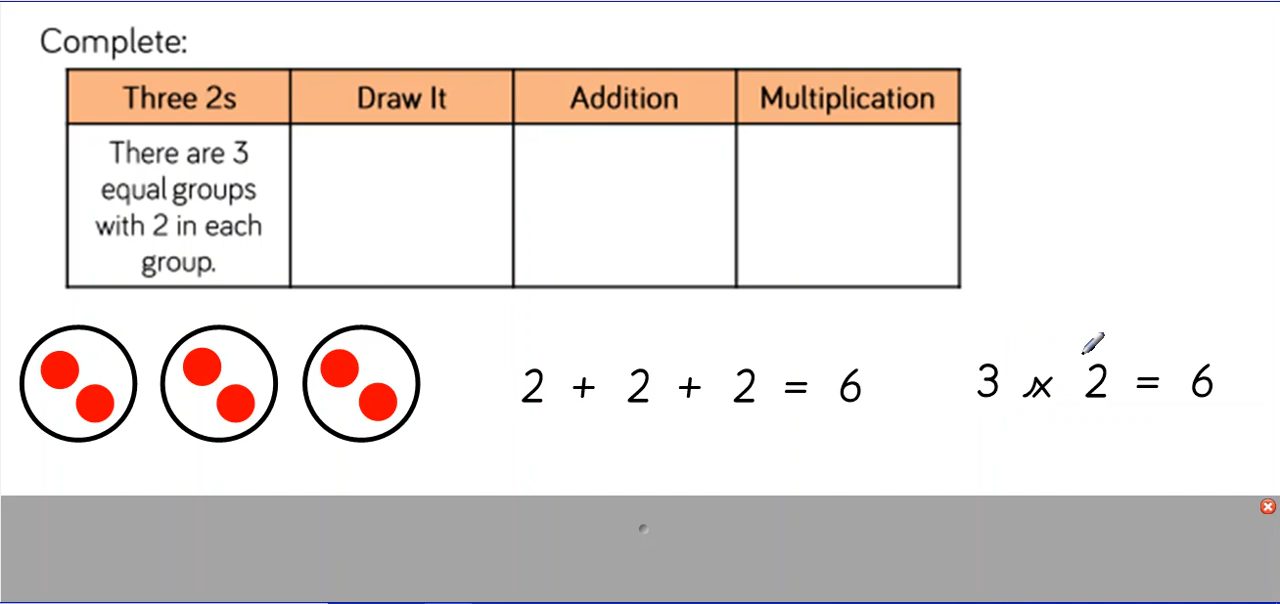 Complete:
Three 2s Draw It Addition Multiplication
There are 3
equal groups
with 2 in each
group.
2 + 2 + 2 = 6 3 x 2 = 6